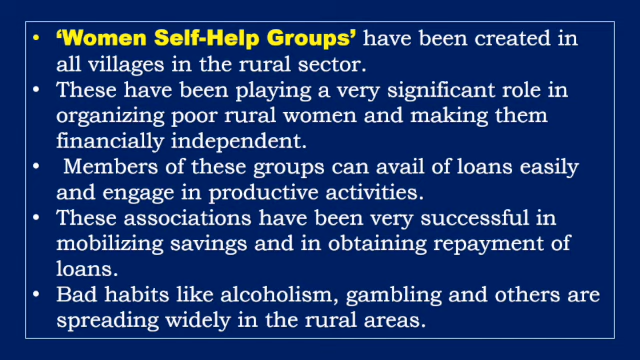 • ‘Women Self-Help Groups’ have been created in
all villages in the rural sector.
• These have been playing a very significant role in
organizing poor rural women and making them
financially independent.
• Members of these groups can avail of loans easily
and engage in productive activities.
• These associations have been very successful in
mobilizing savings and in obtaining repayment of
loans.
• Bad habits like alcoholism, gambling and others are
spreading widely in the rural areas.